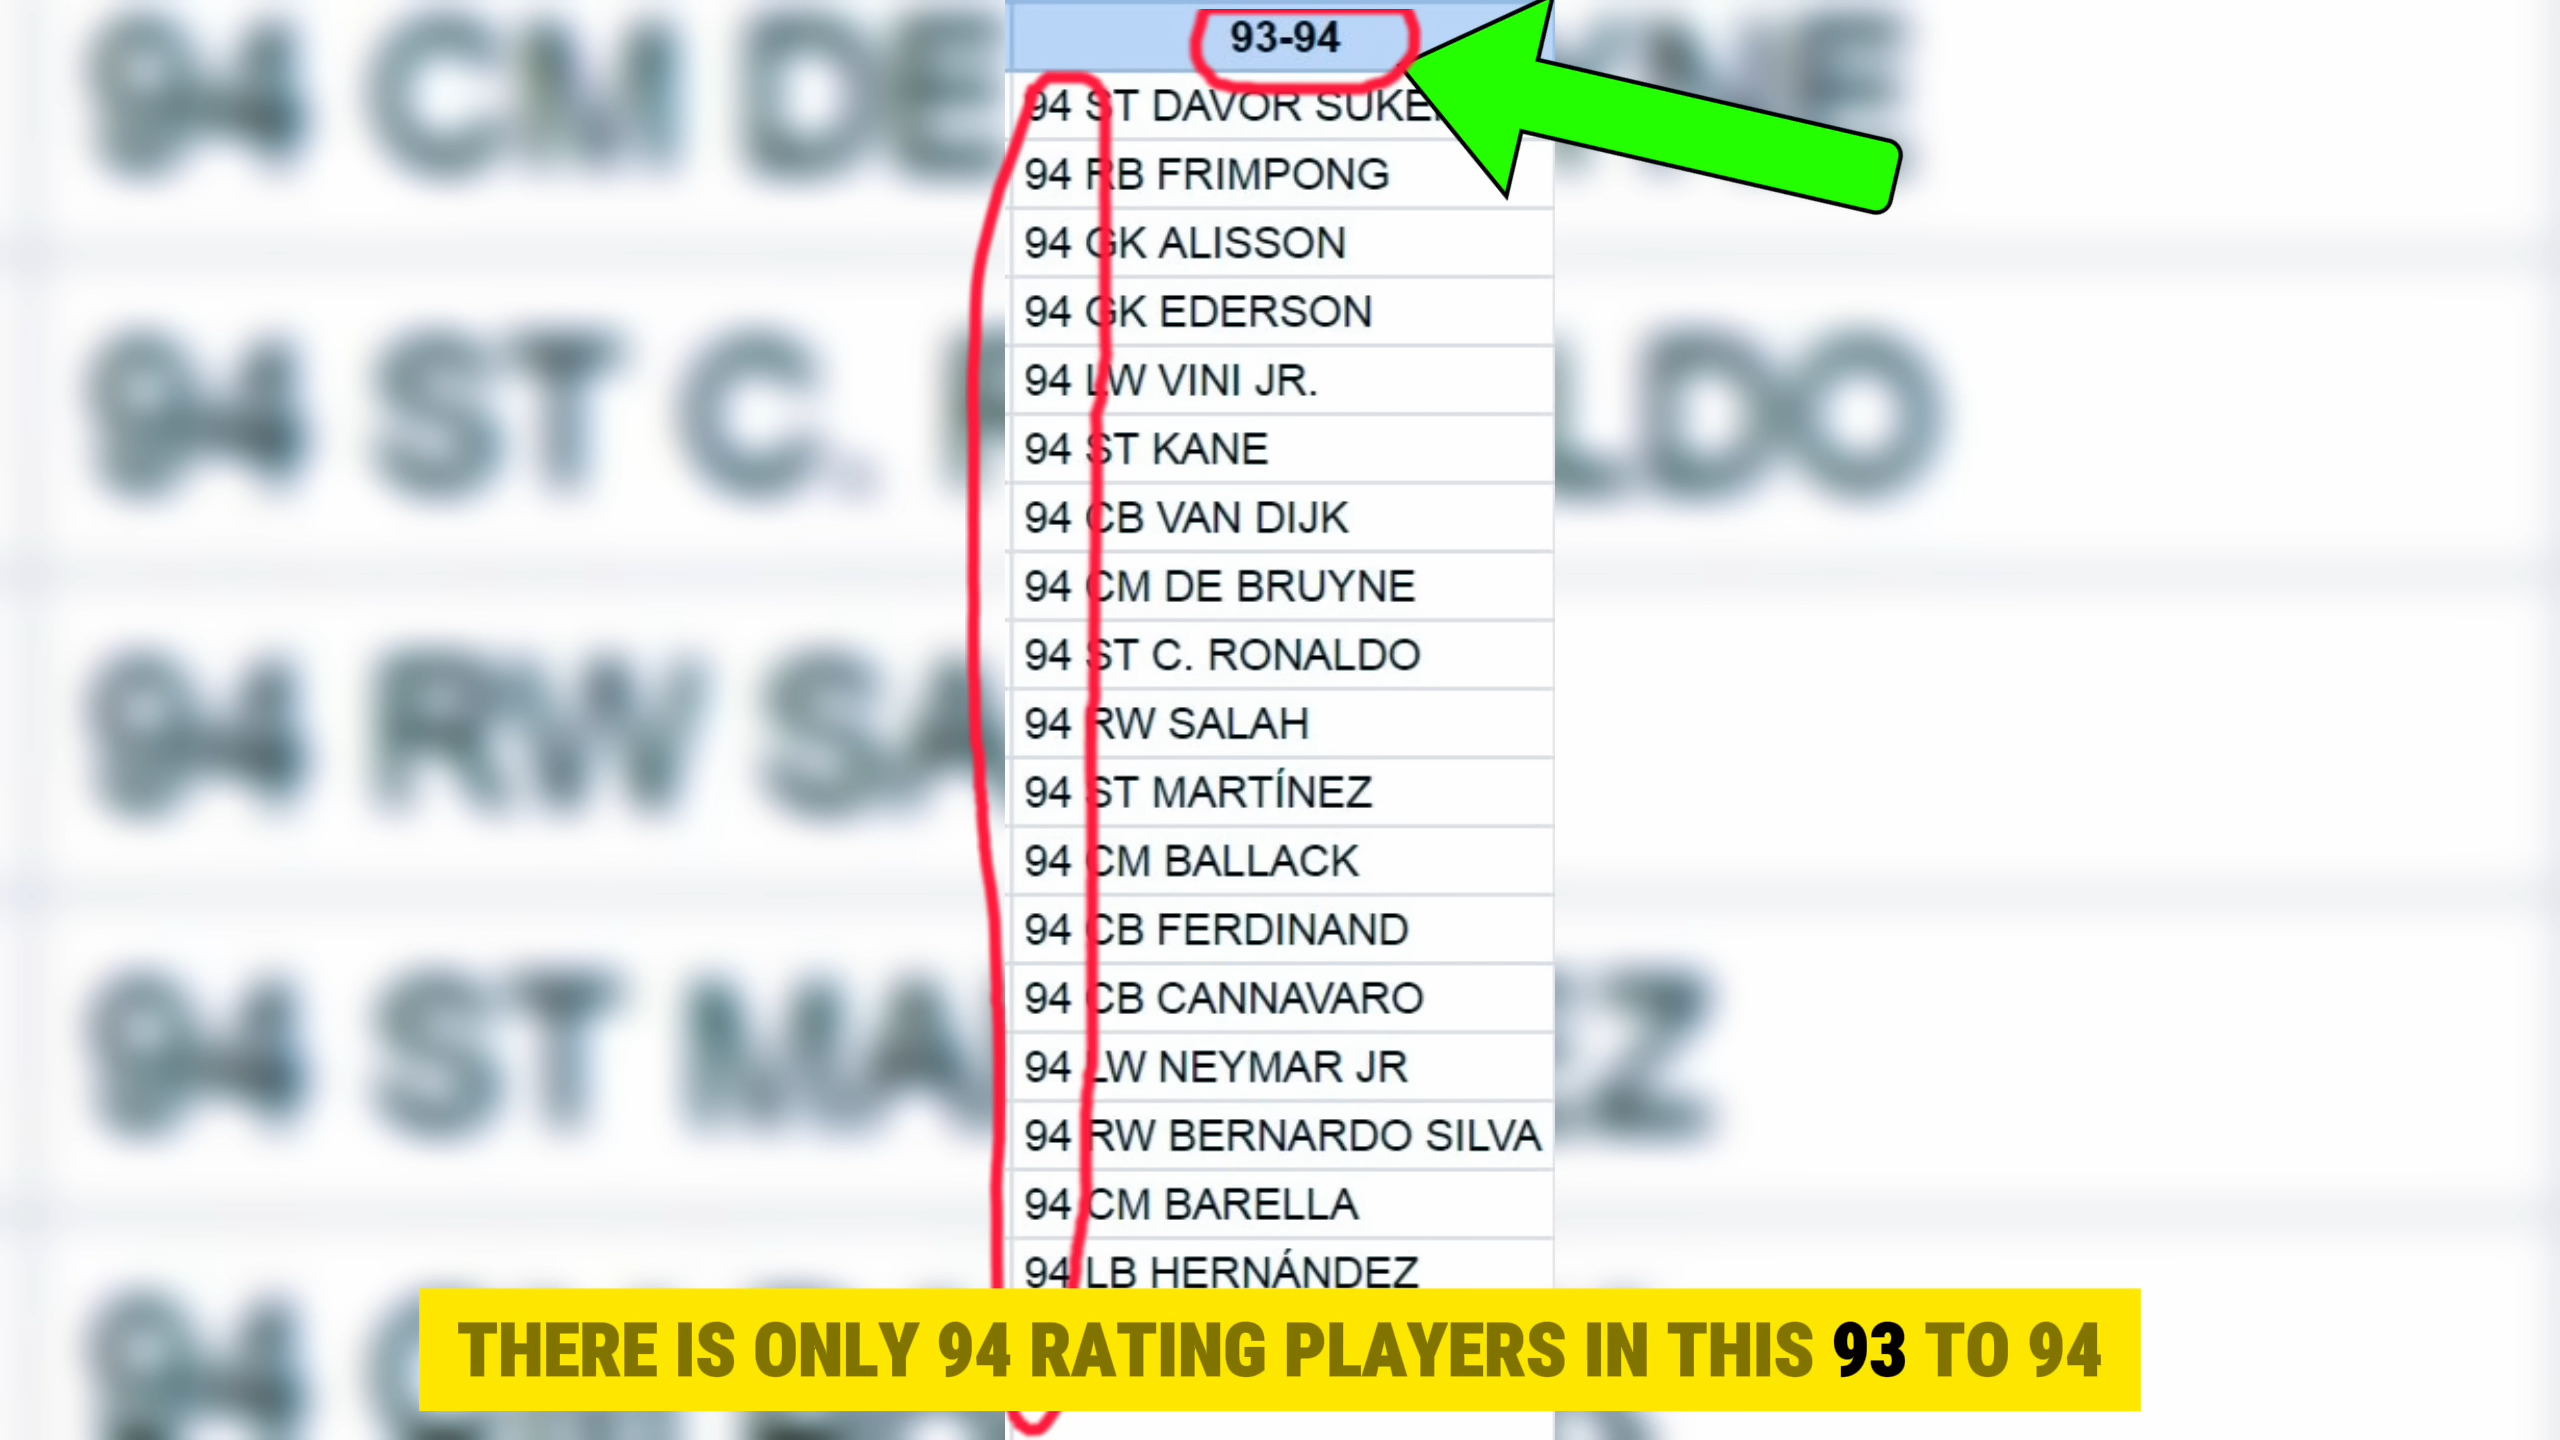 93-94
94 ST DAVOR
94 RB FRIMPONG
94 GK ALISSON
94 GK EDERSON
94 LW VINI JR.
94 ST KANE
94 CB VAN DIJK
94 CM DE BRUYNE
94 ST C. RONALDO
94 RW SALAH
94 ST MARTÍNEZ
94 CM BALLACK
94 CB FERDINAND
94 CB CANNAVARO
94 LW NEYMAR JR
94 RW BERNARDO SILVA
94 CM BARELLA
94 LB HERNÁNDEZ
THERE IS ONLY 94 RATING PLAYERS IN THIS 93 TO 94